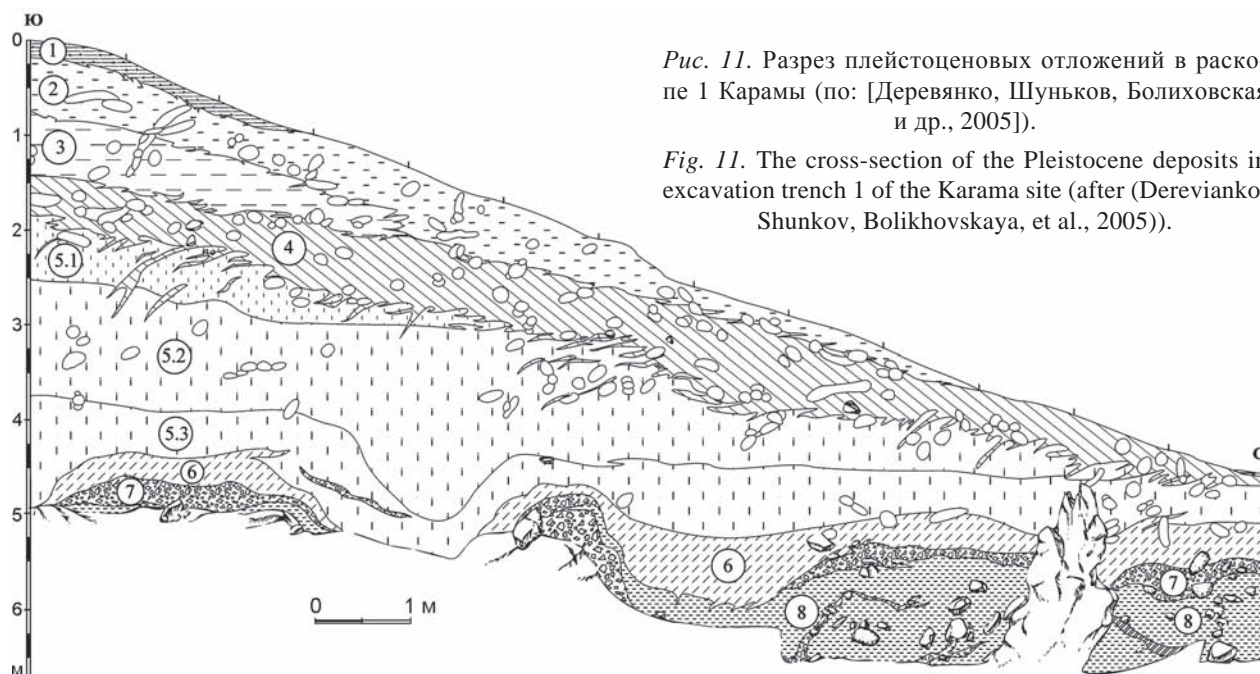 Ю
0
1
2
3
4
5
6
м
1
2
3
4
5.1
5.2
5.3
6
7
6
8
7
8
С
0 1 М
Рис. 11. Разрез плейстоценовых отложений в раско-
пе 1 Карамы (по: [Деревянко, Шуньков, Болиховская
и др., 2005]).
Fig. 11. The cross-section of the Pleistocene deposits in
excavation trench 1 of the Karama site (after (Derevianko,
Shunkov, Bolikhovskaya, et al., 2005)).